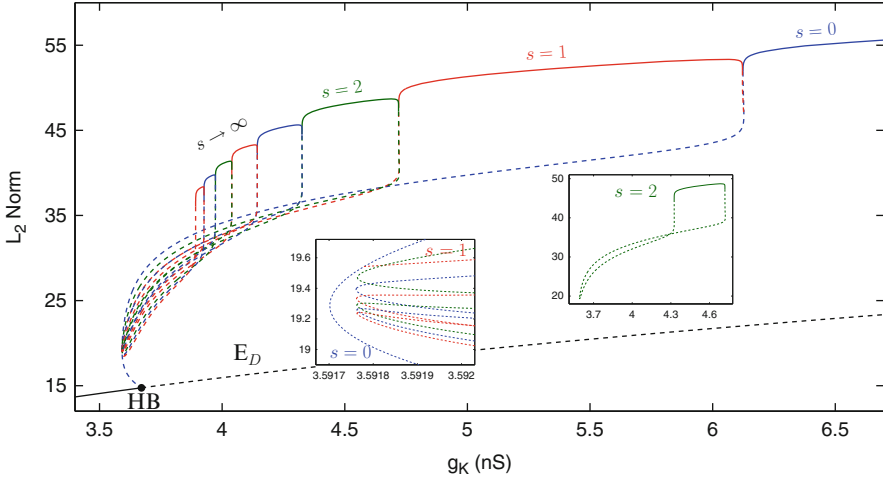 55
45
35
25
15
L2 Norm
3.5
4
4.5
5
5.5
6
6.5
gK (nS)
s → ∞
s = 2
s = 1
s = 0
HB
ED
19.6
19.4
19.2
19
3.5917
3.5918
3.5919
3.592
s = 1
s = 0
50
40
30
20
3.7
4
4.3
4.6
s = 2